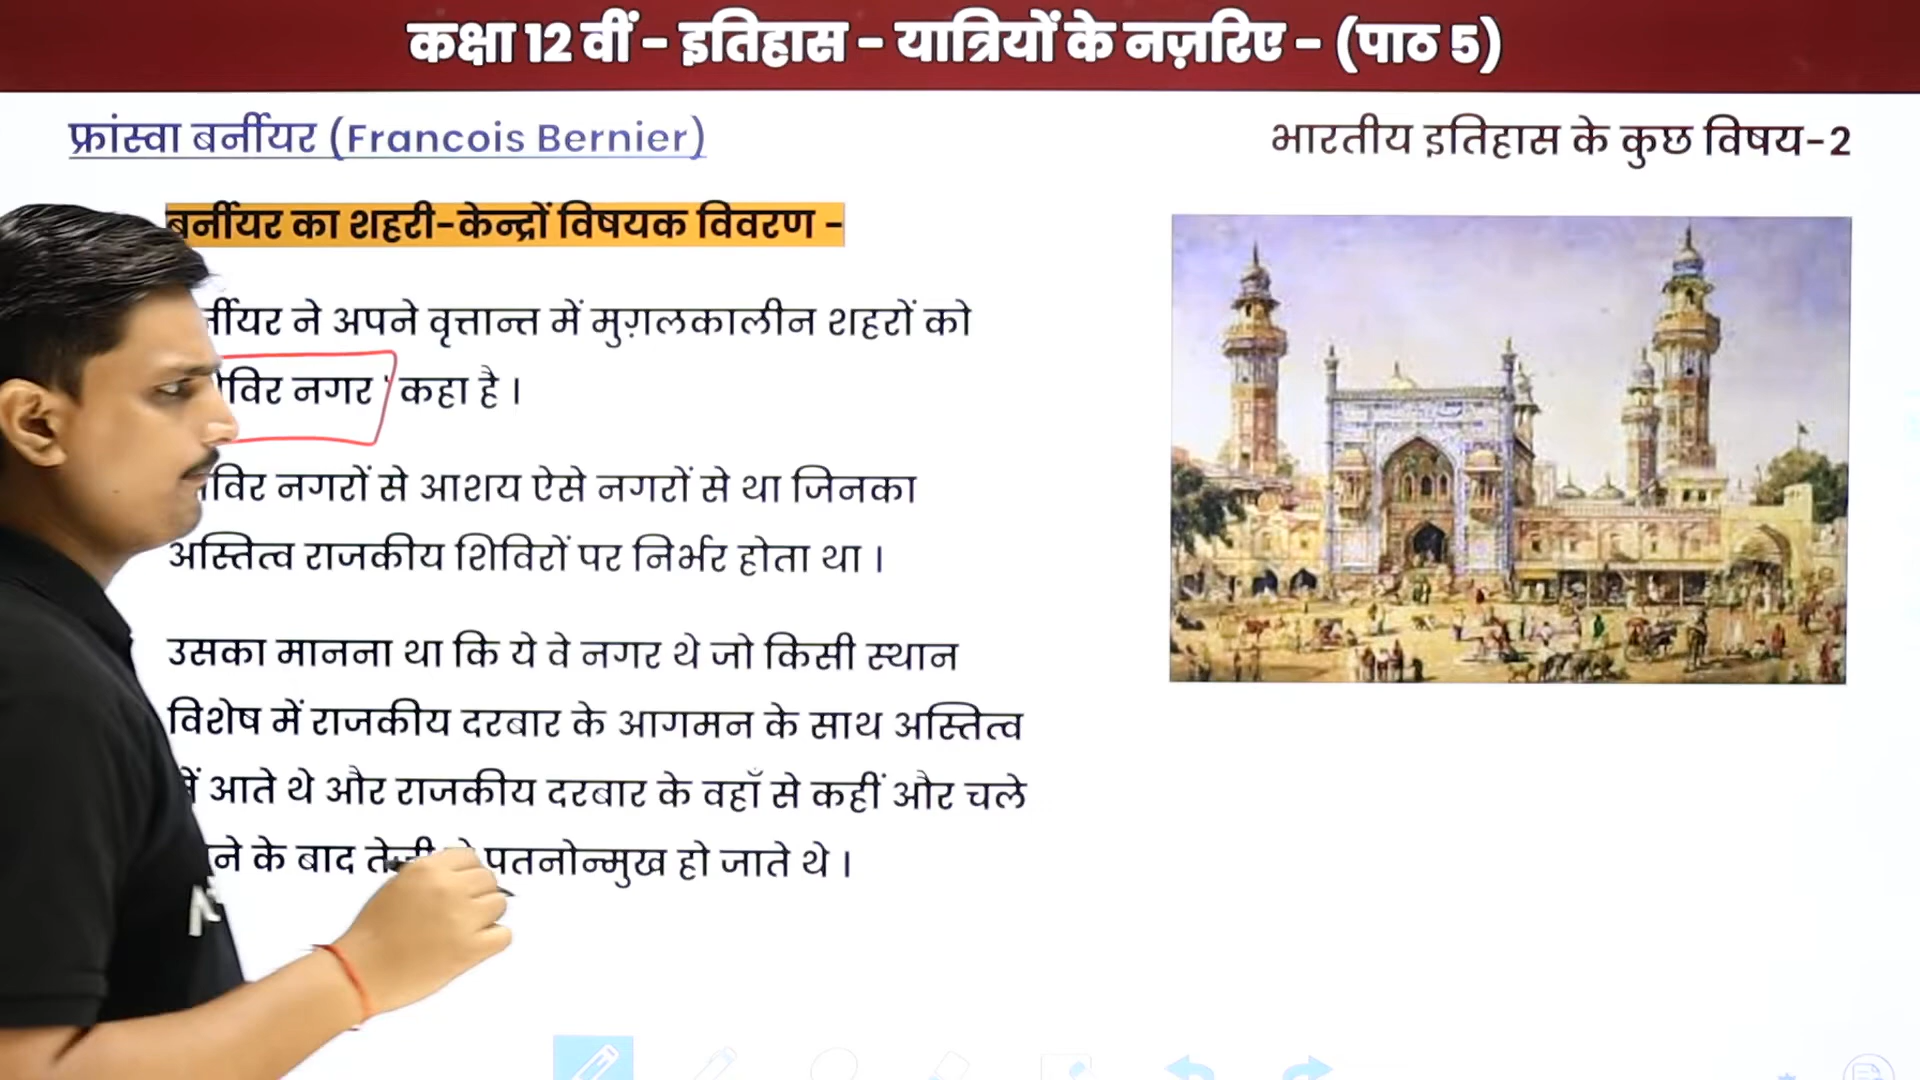 कक्षा 12 वीं - इतिहास - यात्रियों के नज़रिए - (पाठ 5)
फ्रांस्वा बर्नीयर (Francois Bernier)
भारतीय इतिहास के कुछ विषय-2
बर्नीयर का शहरी-केन्द्रों विषयक विवरण -
ने अपने वृत्तान्त में मुग़लकालीन शहरों को
नगर' कहा है ।
नगरों से आशय ऐसे नगरों से था जिनका
अस्तित्व राजकीय शिविरों पर निर्भर होता था ।
उसका मानना था कि ये वे नगर थे जो किसी स्थान
विशेष में राजकीय दरबार के आगमन के साथ अस्तित्व
में आते थे और राजकीय दरबार के वहाँ से कहीं और चले
के बाद पतनोन्मुख हो जाते थे ।